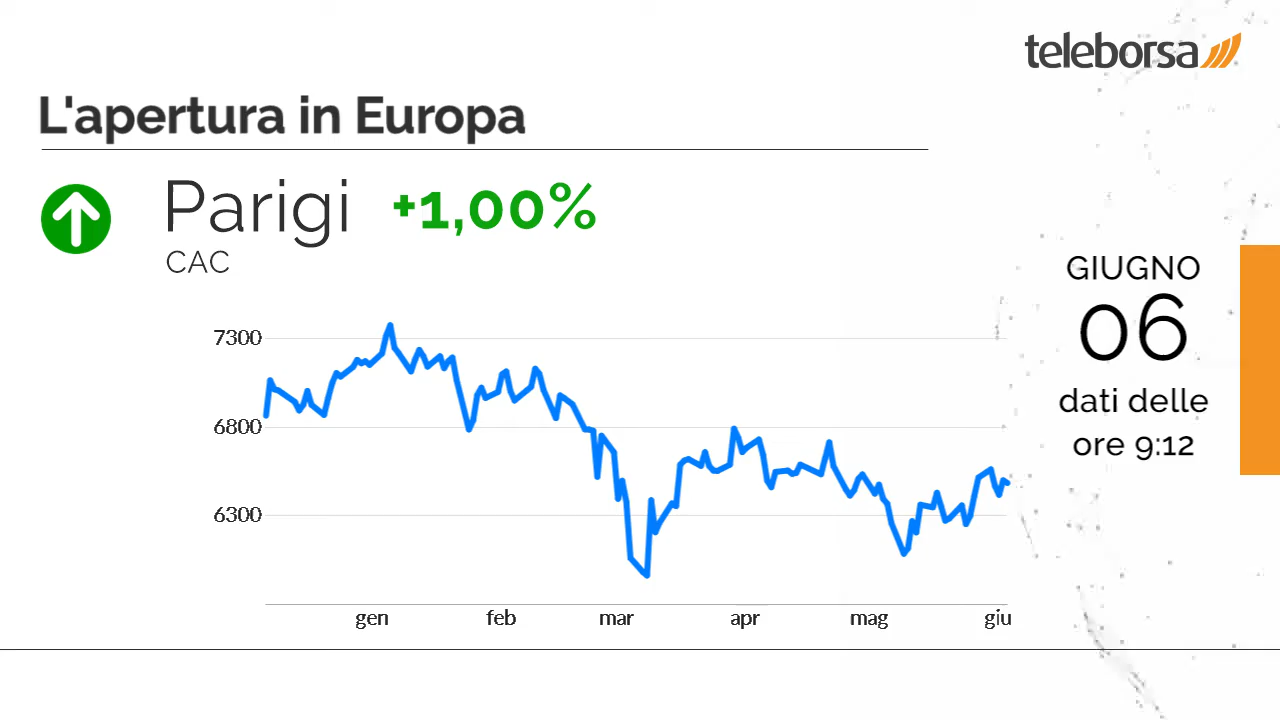 teleborsa
L'apertura in Europa
Parigi +1,00%
CAC
GIUGNO
06
dati delle
ore 9:12
7300
6800
6300
gen feb mar apr mag giu